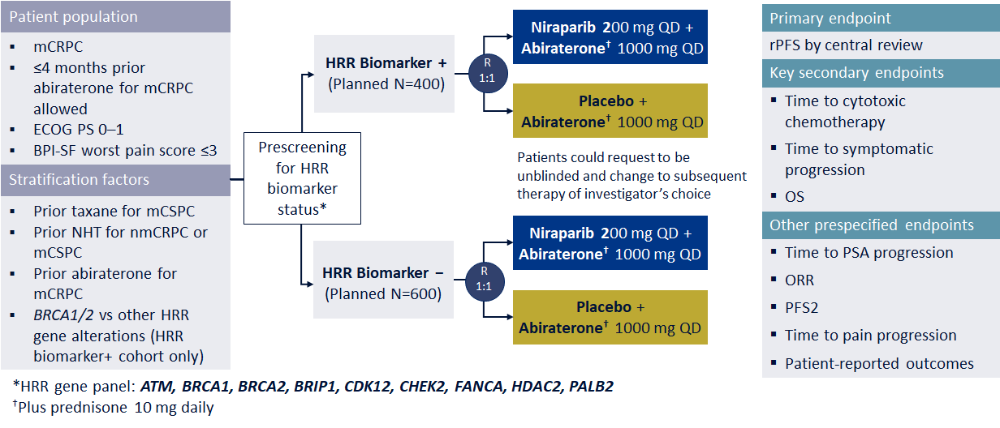 Patient population
▪ mCRPC
▪ ≤4 months prior
abiraterone for mCRPC
allowed
▪ ECOG PS 0–1
▪ BPI-SF worst pain score ≤3
Stratification factors
▪ Prior taxane for mCSPC
▪ Prior NHT for nmCRPC or
mCSPC
▪ Prior abiraterone for
mCRPC
▪ BRCA1/2 vs other HRR
gene alterations (HRR
biomarker+ cohort only)
Prescreening
for HRR
biomarker
status*
HRR Biomarker +
(Planned N=400)
R
1:1
Niraparib 200 mg QD +
Abiraterone† 1000 mg QD
Placebo +
Abiraterone† 1000 mg QD
Patients could request to be
unblinded and change to subsequent
therapy of investigator’s choice
HRR Biomarker –
(Planned N=600)
R
1:1
Niraparib 200 mg QD +
Abiraterone† 1000 mg QD
Placebo +
Abiraterone† 1000 mg QD
Primary endpoint
rPFS by central review
Key secondary endpoints
▪ Time to cytotoxic
chemotherapy
▪ Time to symptomatic
progression
▪ OS
Other prespecified endpoints
▪ Time to PSA progression
▪ ORR
▪ PFS2
▪ Time to pain progression
▪ Patient-reported outcomes
*HRR gene panel: ATM, BRCA1, BRCA2, BRIP1, CDK12, CHEK2, FANCA, HDAC2, PALB2
†Plus prednisone 10 mg daily